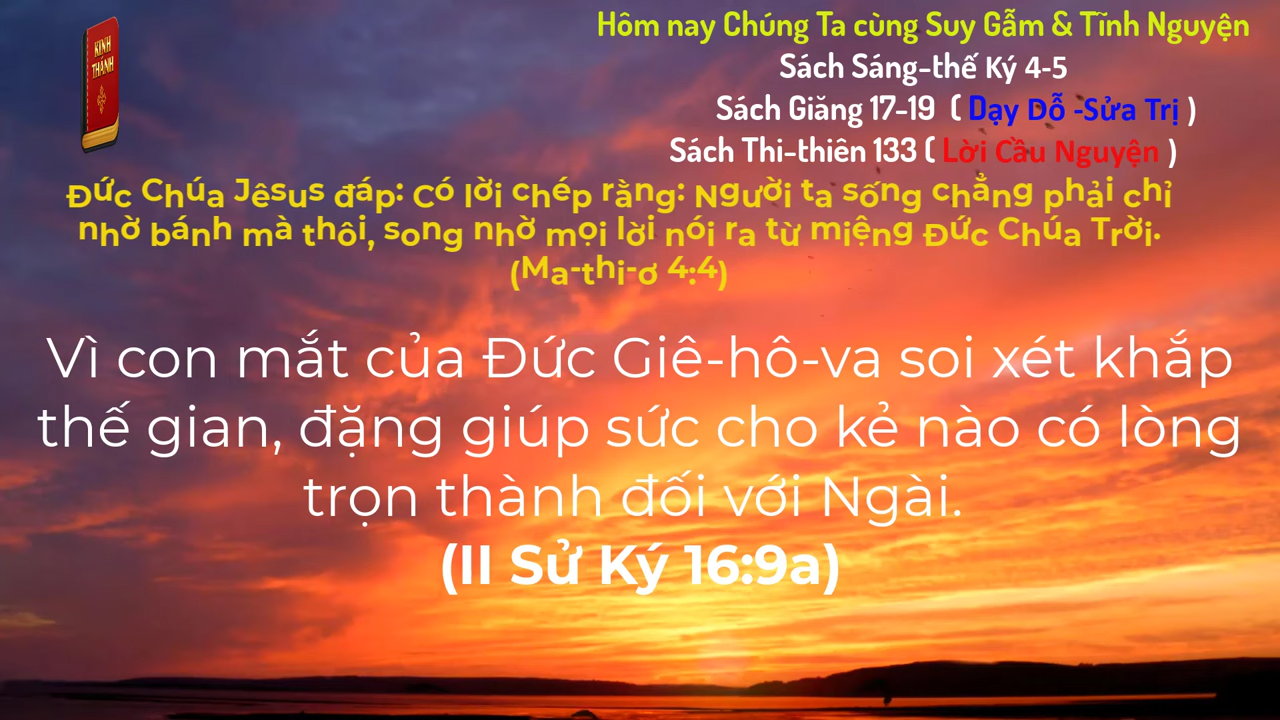 KINH
THÁNH
Hôm nay Chúng Ta cùng Suy Gẫm & Tĩnh Nguyện
Sách Sáng-thế Ký 4-5
Sách Giăng 17-19 ( Dạy Dỗ -Sửa Trị )
Sách Thi-thiên 133 ( Lời Cầu Nguyện )
Đức Chúa Jêsus đáp: Có lời chép rằng: Người ta sống chẳng phải chỉ
nhờ bánh mà thôi, song nhờ mọi lời nói ra từ miệng Đức Chúa Trời.
(Ma-thi-ơ 4:4)
Vì con mắt của Đức Giê-hô-va soi xét khắp
thế gian, đặng giúp sức cho kẻ nào có lòng
trọn thành đối với Ngài.
(II Sử Ký 16:9a)